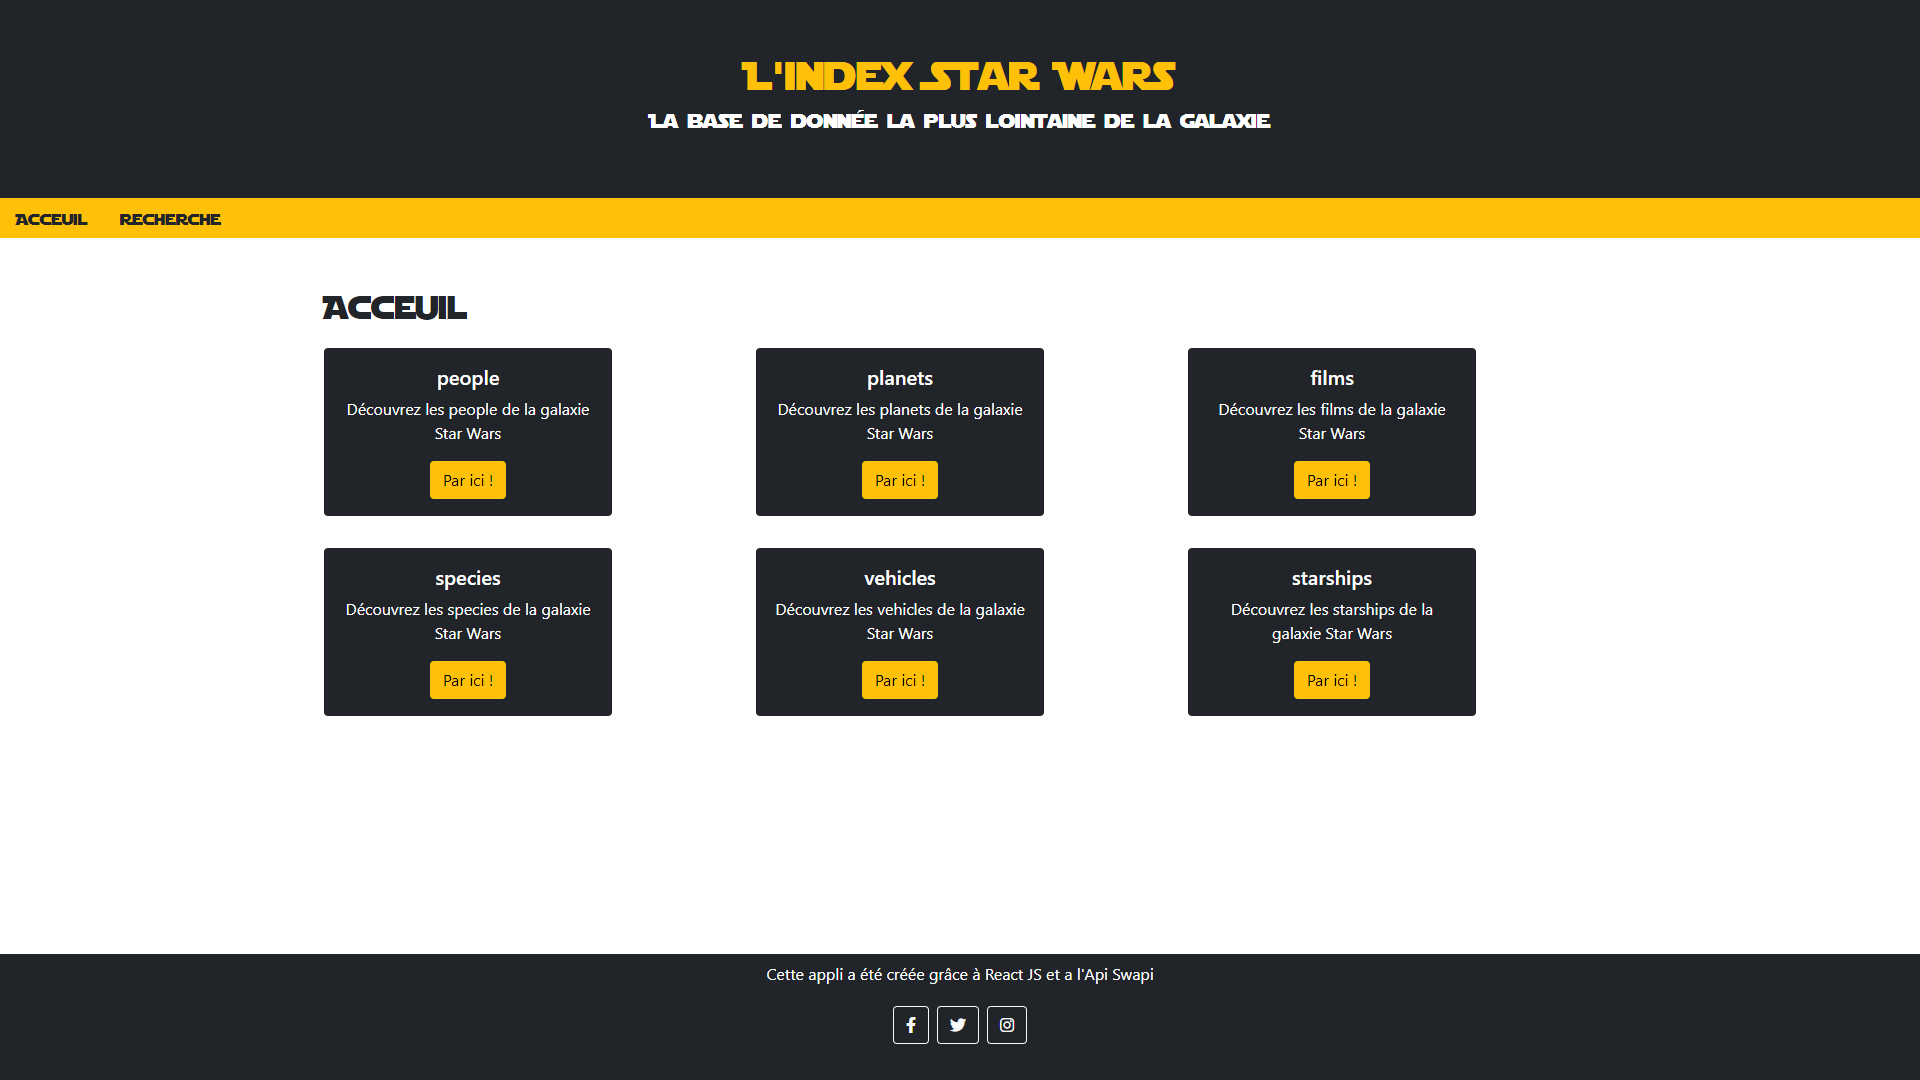 L'index Star Wars
La base de donnée la plus lointaine de la galaxie
Acceuil
Recherche
Acceuil
people
Découvrez les people de la galaxie
Star Wars
Par ici !
planets
Découvrez les planets de la galaxie
Star Wars
Par ici !
films
Découvrez les films de la galaxie
Star Wars
Par ici !
species
Découvrez les species de la galaxie
Star Wars
Par ici !
vehicles
Découvrez les vehicles de la galaxie
Star Wars
Par ici !
starships
Découvrez les starships de la
galaxie Star Wars
Par ici !
Cette appli a été créée grâce à React JS et a l'Api Swapi